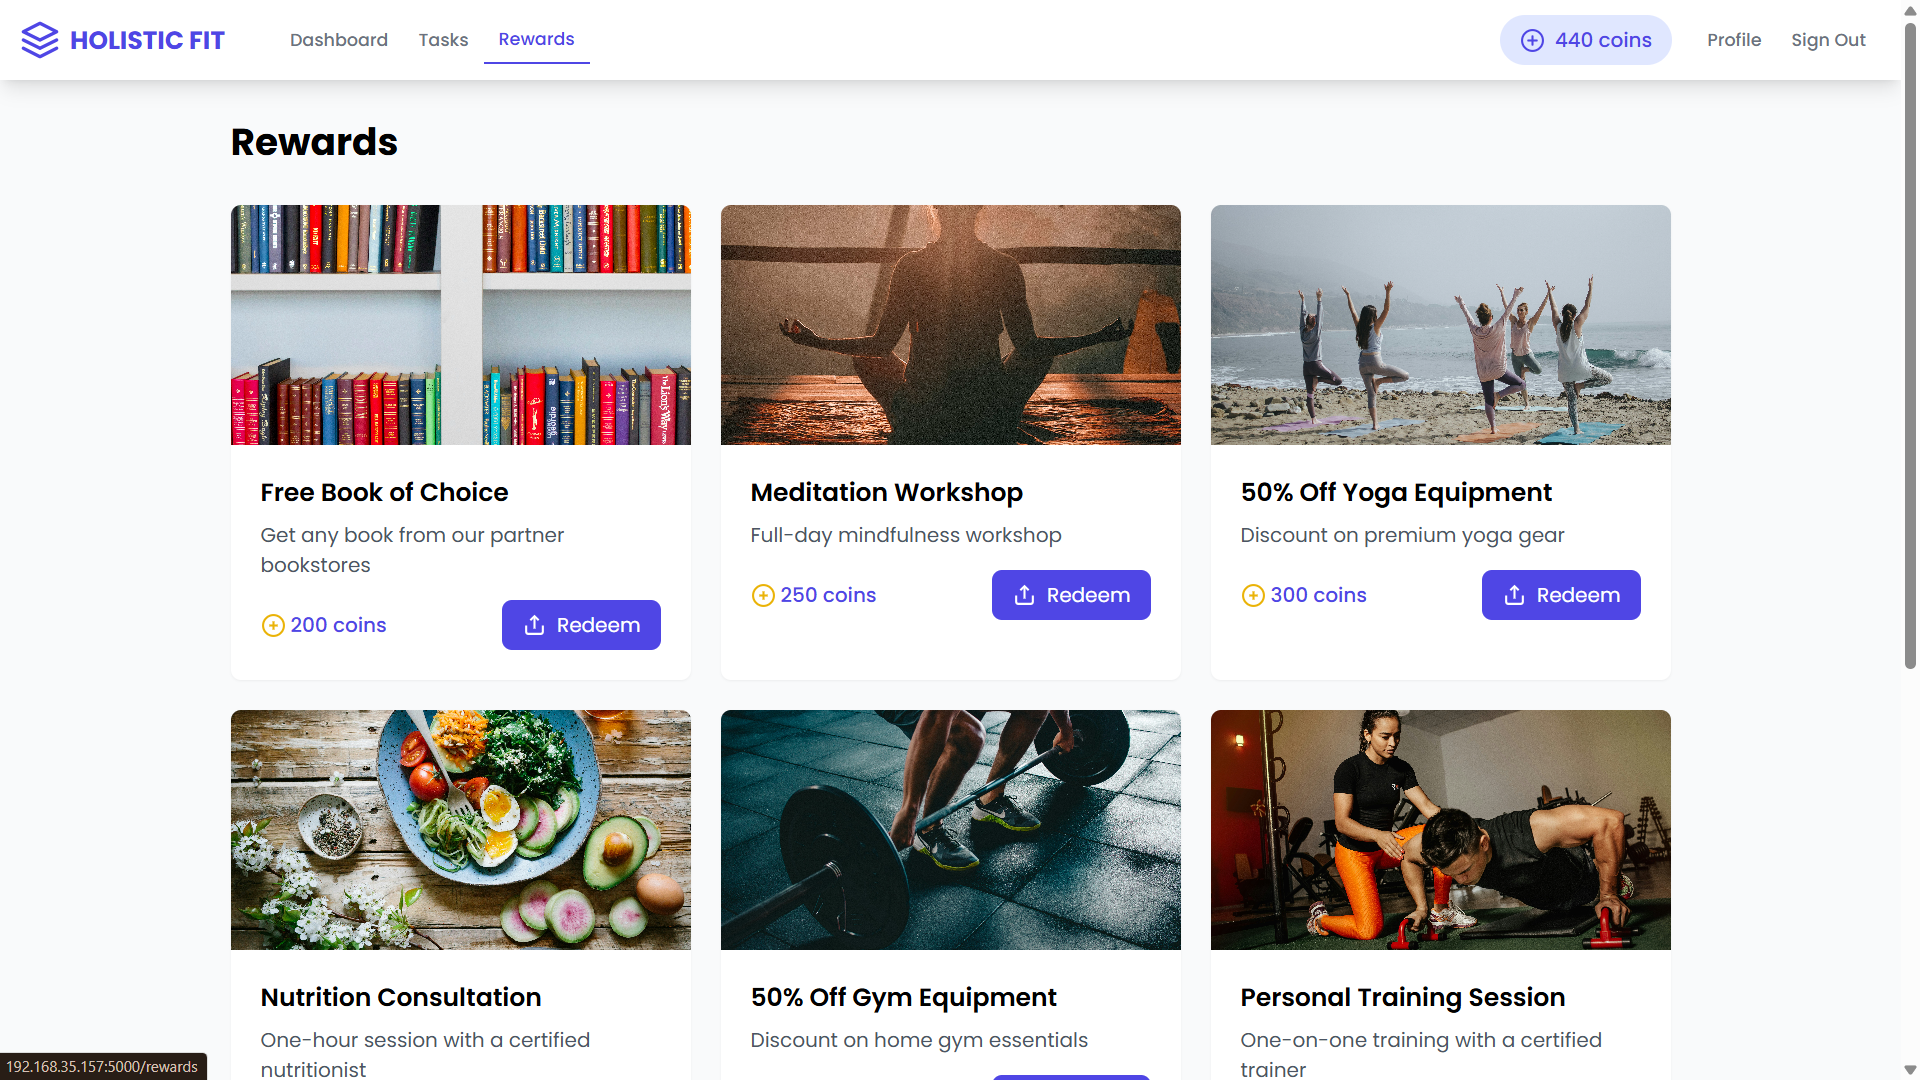 HOLISTIC FIT
Dashboard
Tasks
Rewards
440 coins
Profile
Sign Out
Rewards
Free Book of Choice
Get any book from our partner
bookstores
200 coins
Redeem
Meditation Workshop
Full-day mindfulness workshop
250 coins
Redeem
50% Off Yoga Equipment
Discount on premium yoga gear
300 coins
Redeem
Nutrition Consultation
One-hour session with a certified
nutritionist
50% Off Gym Equipment
Discount on home gym essentials
Personal Training Session
One-on-one training with a certified
trainer
192.168.35.157:5000/rewards